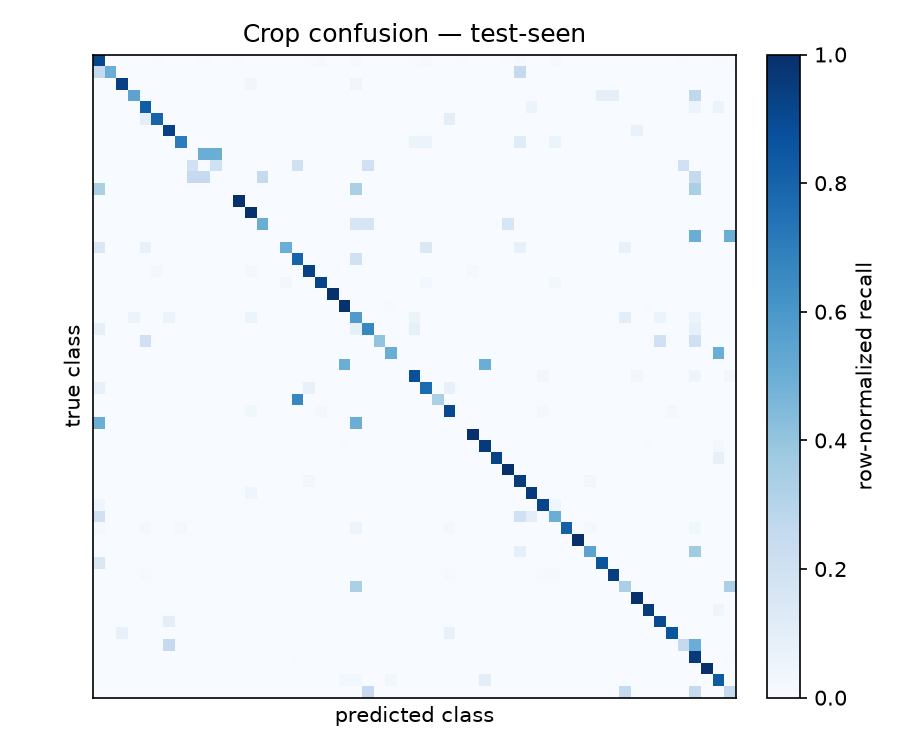 Crop confusion — test-seen
true class
predicted class
1.0
0.8
0.6
0.4
0.2
0.0
row-normalized recall